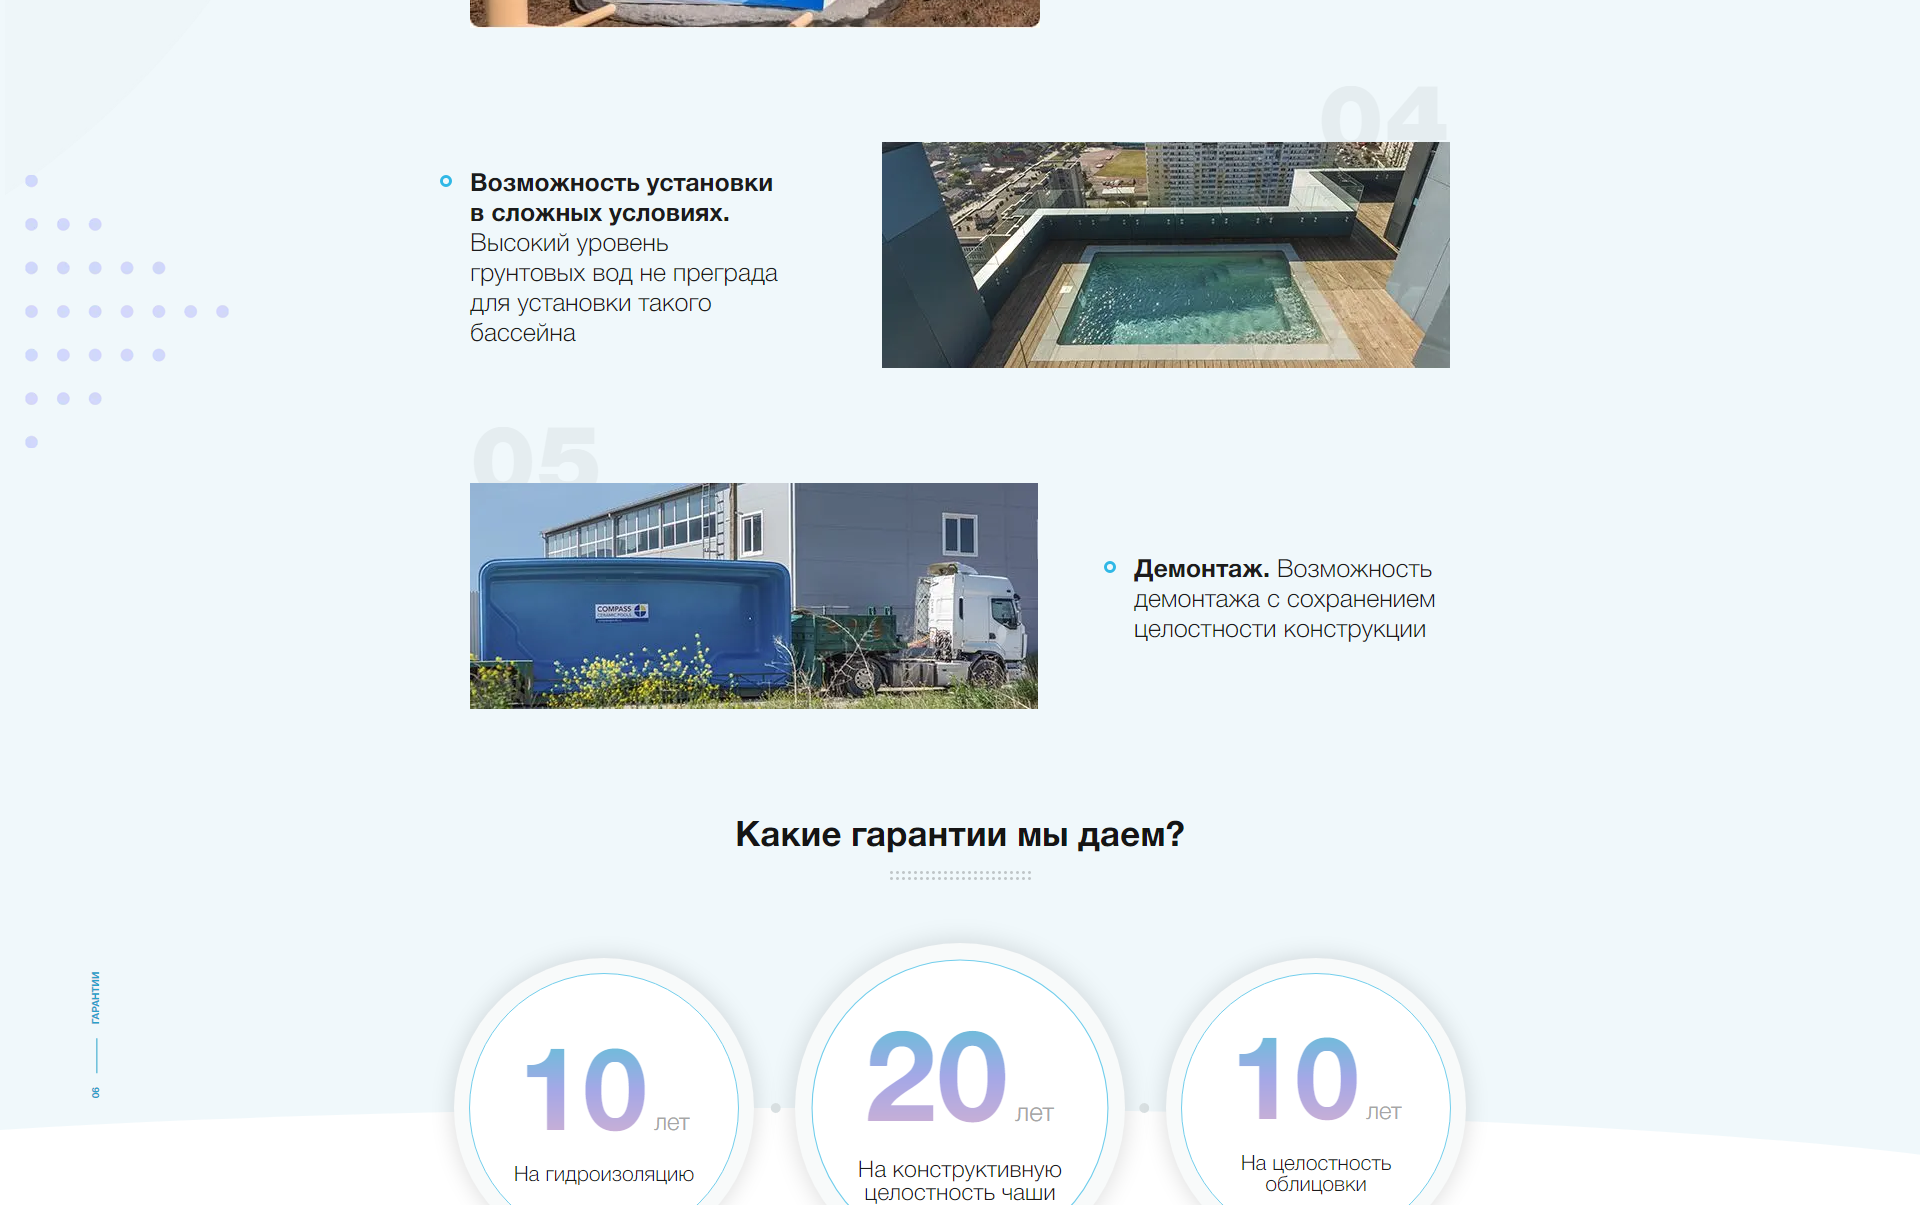 04
Возможность установки
в сложных условиях.
Высокий уровень
грунтовых вод не преграда
для установки такого
бассейна
05
COMPASS
CERAMIC POOLS
Демонтаж. Возможность
демонтажа с сохранением
целостности конструкции
Какие гарантии мы даем?
ГАРАНТИИ
06
10 лет
На гидроизоляцию
20 лет
На конструктивную
целостность чаши
10 лет
На целостность
облицовки